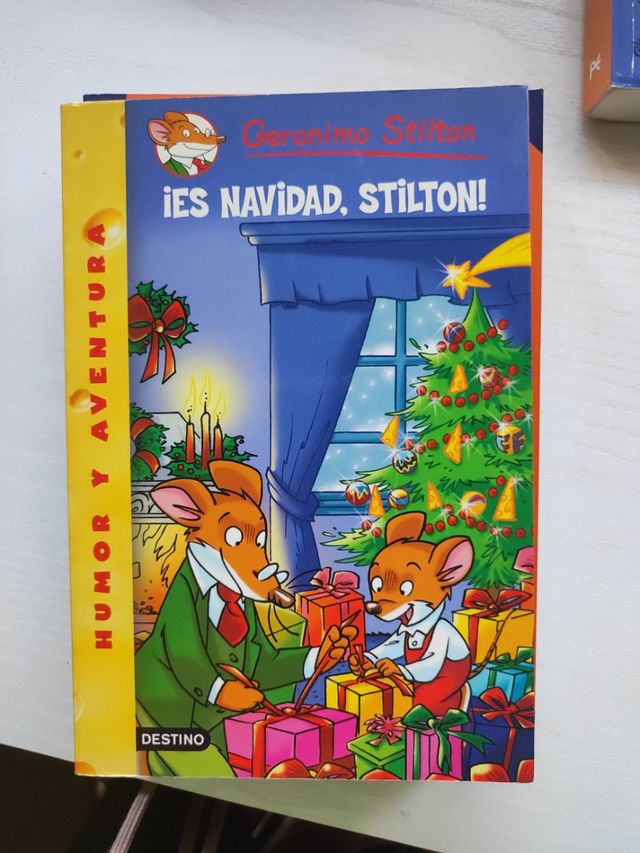 Geronimo Stilton
¡ES NAVIDAD, STILTON!
HUMOR Y AVENTURA
DESTINO